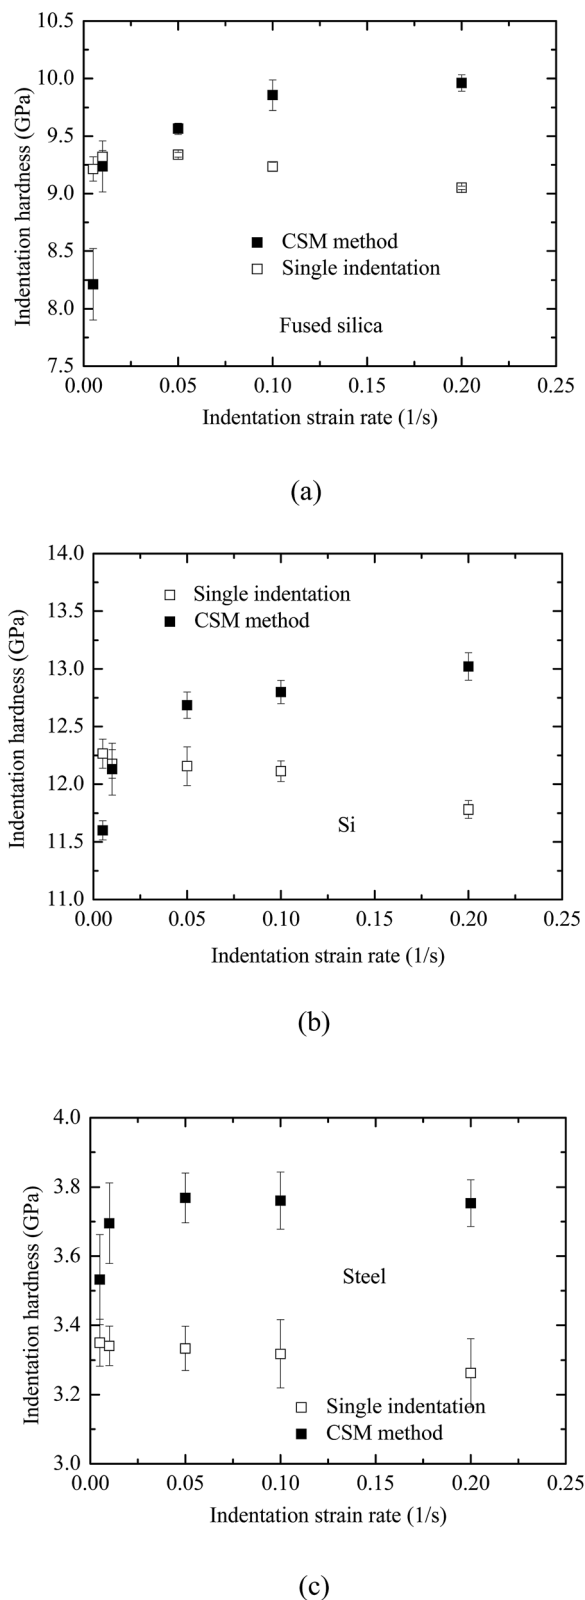 10.5
10.0
9.5
9.0
8.5
8.0
7.5
Indentation hardness (GPa)
CSM method
Single indentation
Fused silica
0.00 0.05 0.10 0.15 0.20 0.25
Indentation strain rate (1/s)
(a)
14.0
13.5
13.0
12.5
12.0
11.5
11.0
Indentation hardness (GPa)
Single indentation
CSM method
Si
0.00 0.05 0.10 0.15 0.20 0.25
Indentation strain rate (1/s)
(b)
4.0
3.8
3.6
3.4
3.2
3.0
Indentation hardness (GPa)
Steel
Single indentation
CSM method
0.00 0.05 0.10 0.15 0.20 0.25
Indentation strain rate (1/s)
(c)